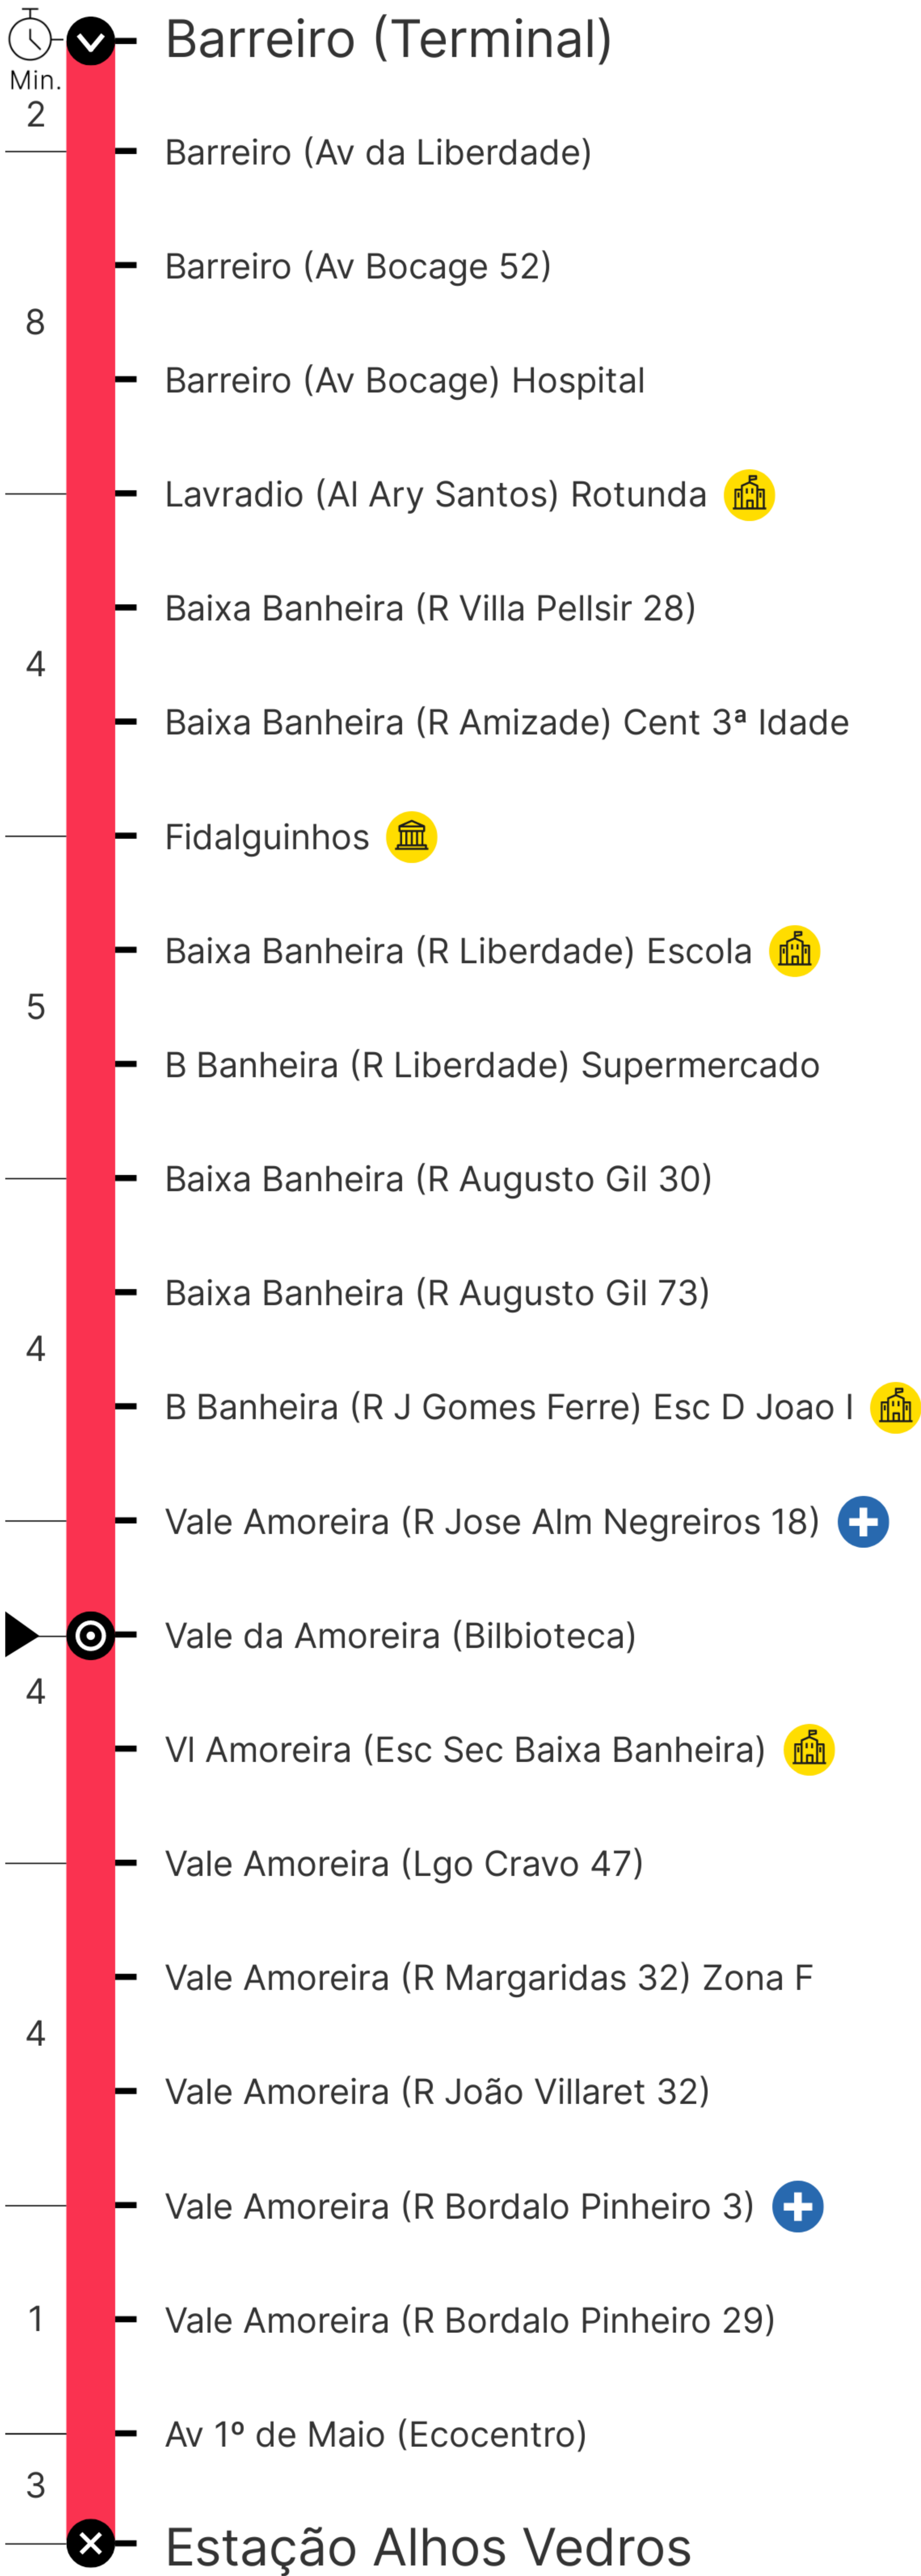 Barreiro (Terminal)
Min.
2
Barreiro (Av da Liberdade)
Barreiro (Av Bocage 52)
8
Barreiro (Av Bocage) Hospital
Lavradio (Al Ary Santos) Rotunda
Baixa Banheira (R Villa Pellsir 28)
4
Baixa Banheira (R Amizade) Cent 3ª Idade
Fidalguinhos
Baixa Banheira (R Liberdade) Escola
5
B Banheira (R Liberdade) Supermercado
Baixa Banheira (R Augusto Gil 30)
Baixa Banheira (R Augusto Gil 73)
4
B Banheira (R J Gomes Ferre) Esc D Joao I
Vale Amoreira (R Jose Alm Negreiros 18)
Vale da Amoreira (Bilbioteca)
4
Vl Amoreira (Esc Sec Baixa Banheira)
Vale Amoreira (Lgo Cravo 47)
Vale Amoreira (R Margaridas 32) Zona F
4
Vale Amoreira (R João Villaret 32)
Vale Amoreira (R Bordalo Pinheiro 3)
1
Vale Amoreira (R Bordalo Pinheiro 29)
Av 1º de Maio (Ecocentro)
3
Estação Alhos Vedros